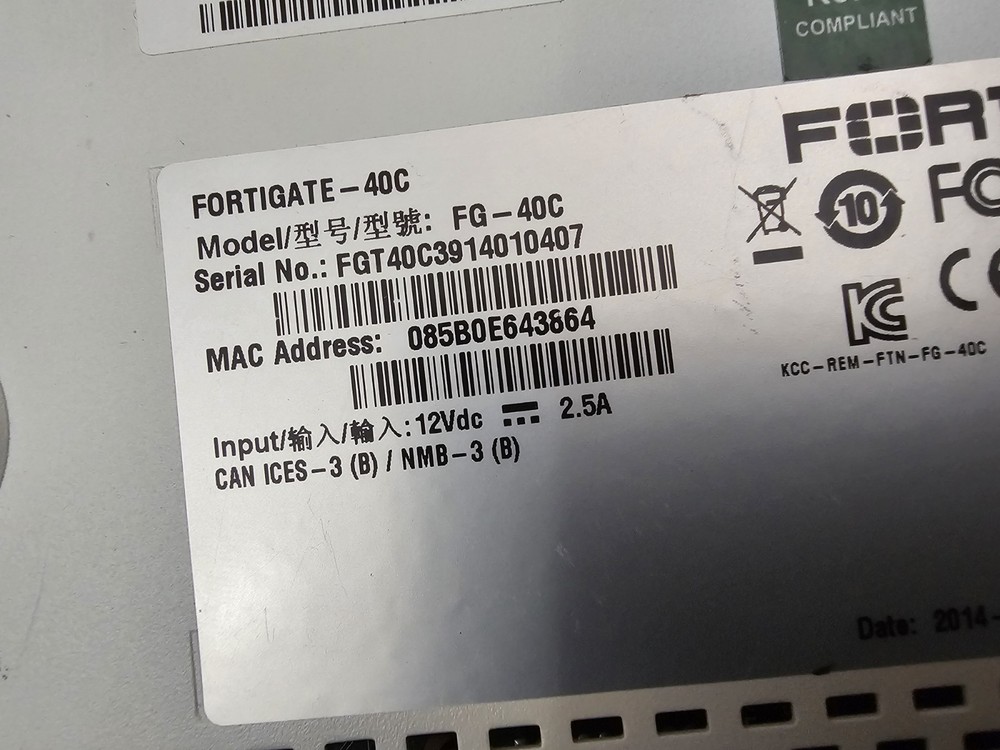 COMPLIANT
FORT
FORTIGATE-40C
Model/型号/型號: FG-40C
Serial No.: FGT40C3914010407
MAC Address: 085B0E643864
Input/输入/輸入: 12Vdc 2.5A
CAN ICES-3 (B) / NMB-3 (B)
10
FC
KC
C
KCC-REM-FTN-FG-40C
Date: 2014-